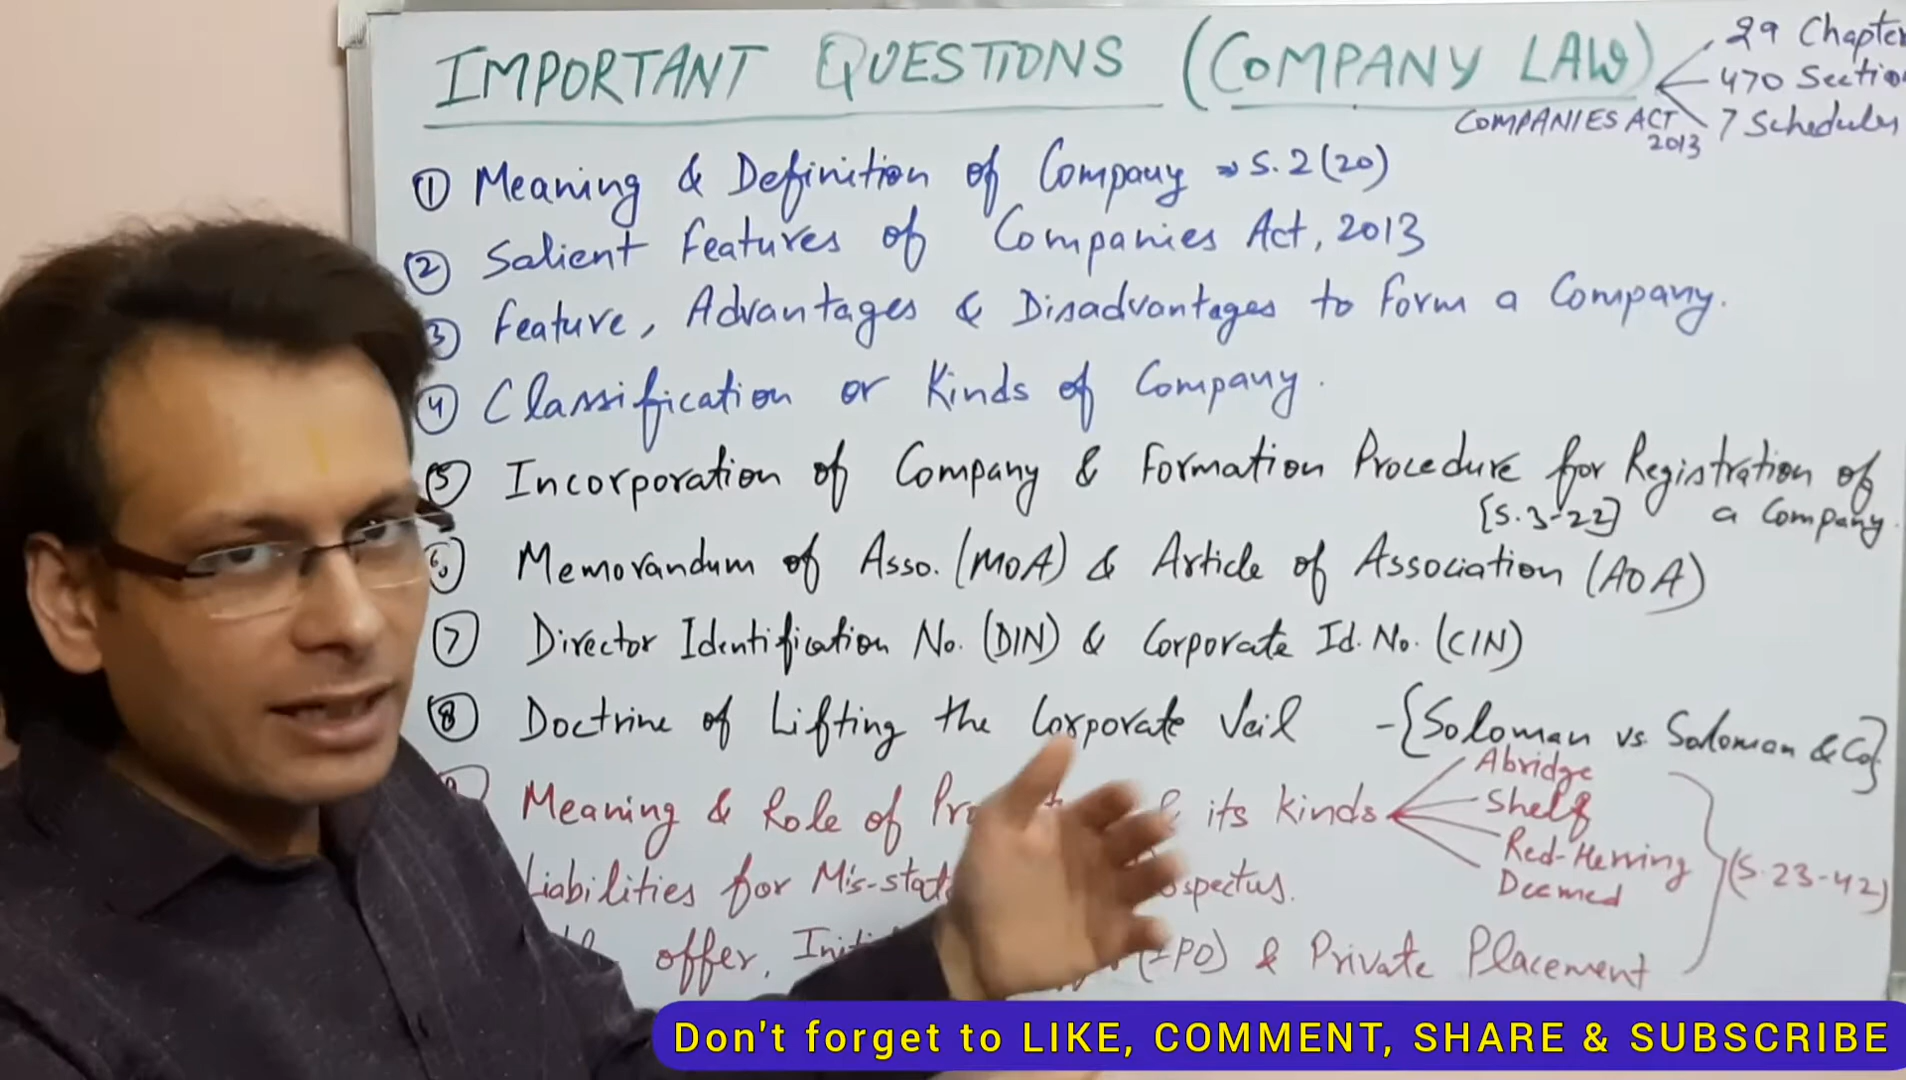 IMPORTANT QUESTIONS (COMPANY LAW)
29 Chapter
470 Sectio
7 Schedules
COMPANIES ACT
2013
① Meaning & Definition of Company → S.2(20)
② Salient Features of Companies Act, 2013
3 Feature, Advantages & Disadvantages to form a Company.
④ Classification or Kinds of Company.
⑤ Incorporation of Company & Formation Procedure for Registration of
[S.3-22] a Company.
6 Memorandum of Asso. (MOA) & Article of Association (AOA)
⑦ Director Identification No. (DIN) & Corporate Id. No. (CIN)
⑧ Doctrine of Lifting the Corporate Veil - {Soloman vs. Saloman & Co}
Meaning & Role of its Kinds
Abridge
Shelf
Red-Herring
Deemed
(S.23-42)
Liabilities for
offer, (IPO) & Private Placement
Don't forget to LIKE, COMMENT, SHARE & SUBSCRIBE